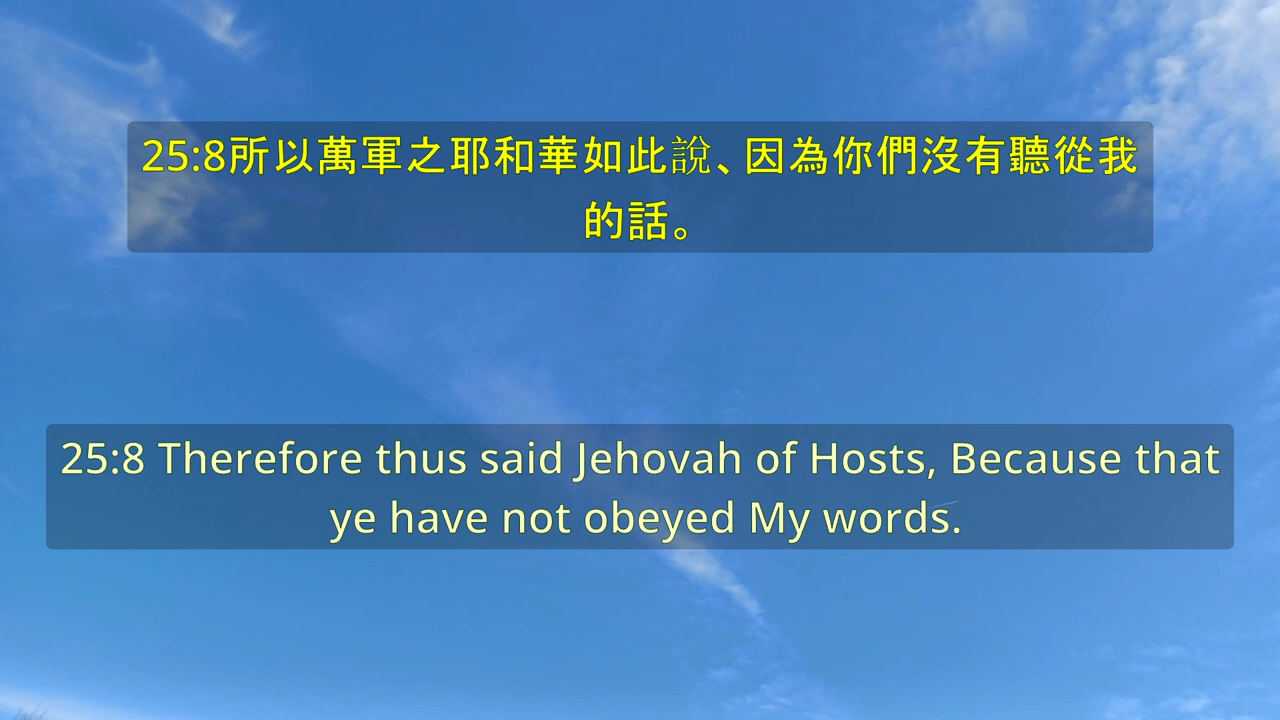 25:8所以萬軍之耶和華如此說、因為你們沒有聽從我
的話。
25:8 Therefore thus said Jehovah of Hosts, Because that
ye have not obeyed My words.